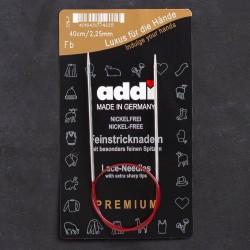 Luxus für die Hände
Indulge your hands
40cm/2,25mm
Fb
addi
MADE IN GERMANY
NICKELFREI
NICKEL-FREE
Feinstricknadeln
mit besonders feinen Spitzen
Lace-Needles
with extra sharp tips
PREMIUM